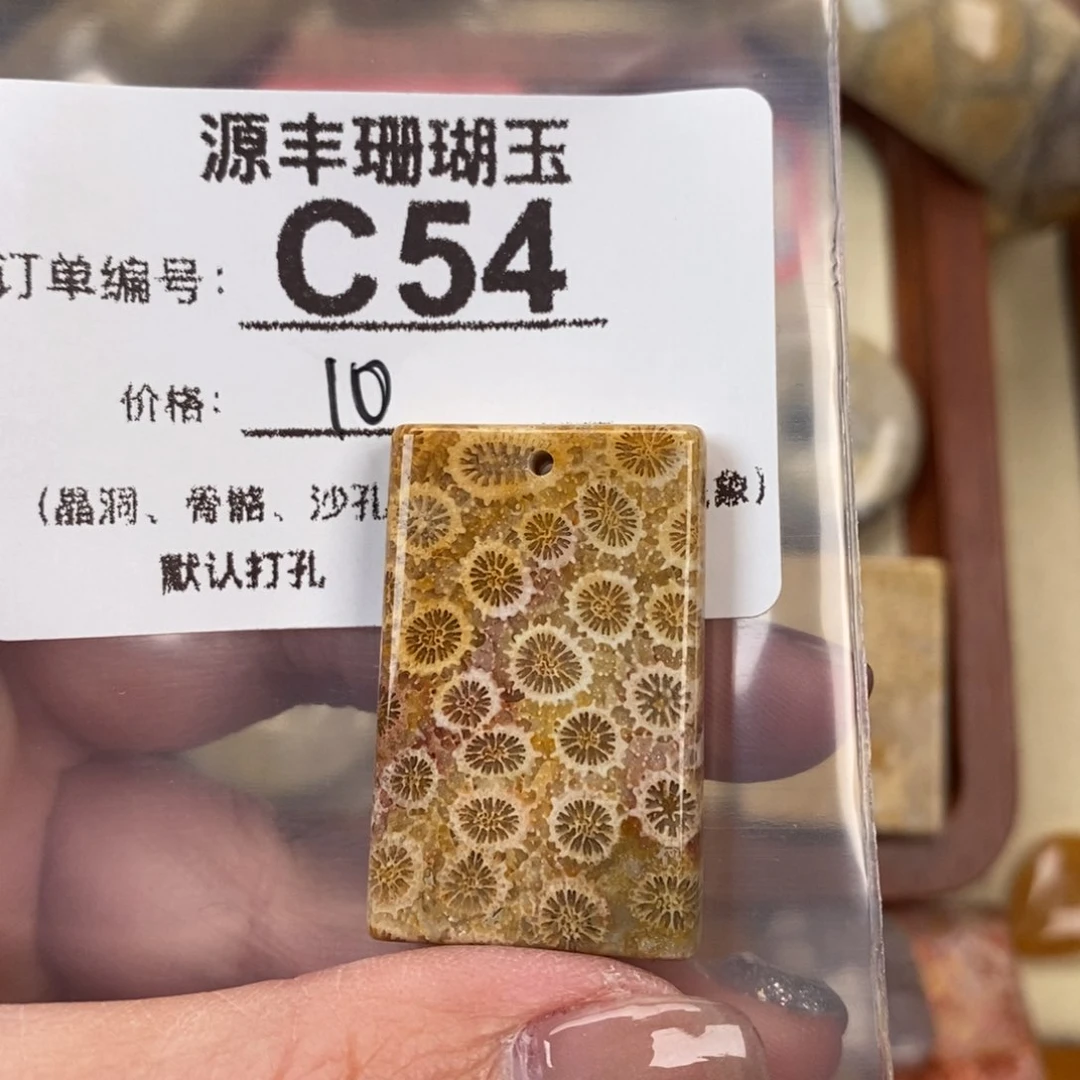 源丰珊瑚玉
订单编号: C54
价格: 10
(晶洞、骨骼、沙孔
默认打孔